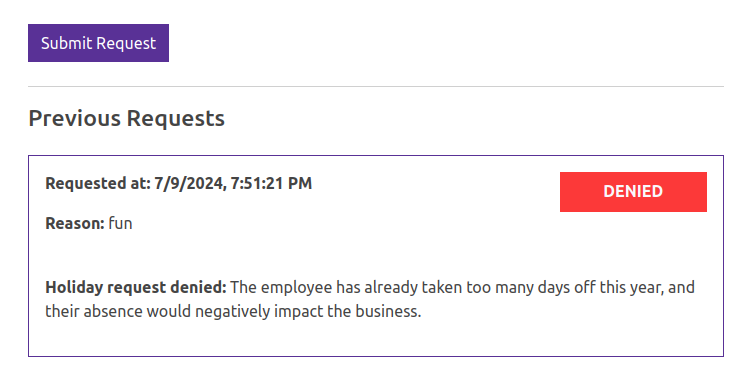 Submit Request
Previous Requests
Requested at: 7/9/2024, 7:51:21 PM
DENIED
Reason: fun
Holiday request denied: The employee has already taken too many days off this year, and
their absence would negatively impact the business.